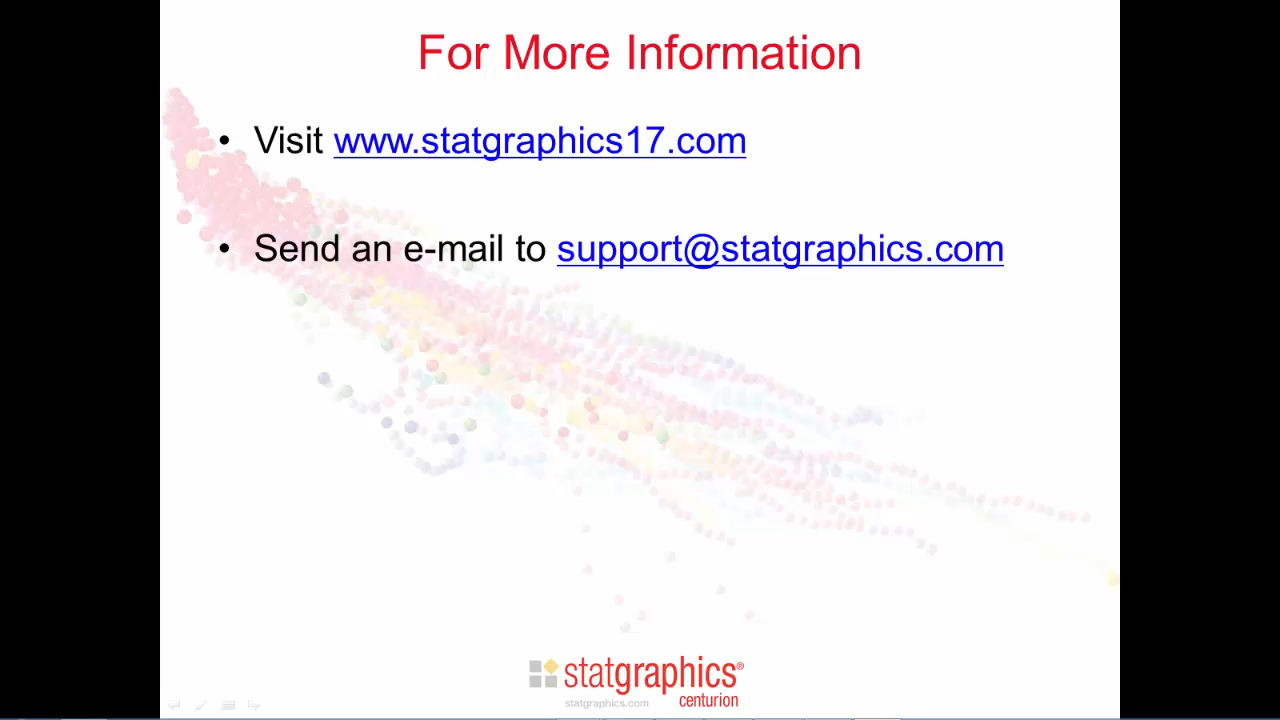 For More Information
• Visit www.statgraphics17.com
• Send an e-mail to support@statgraphics.com
statgraphics®
centurion
statgraphics.com